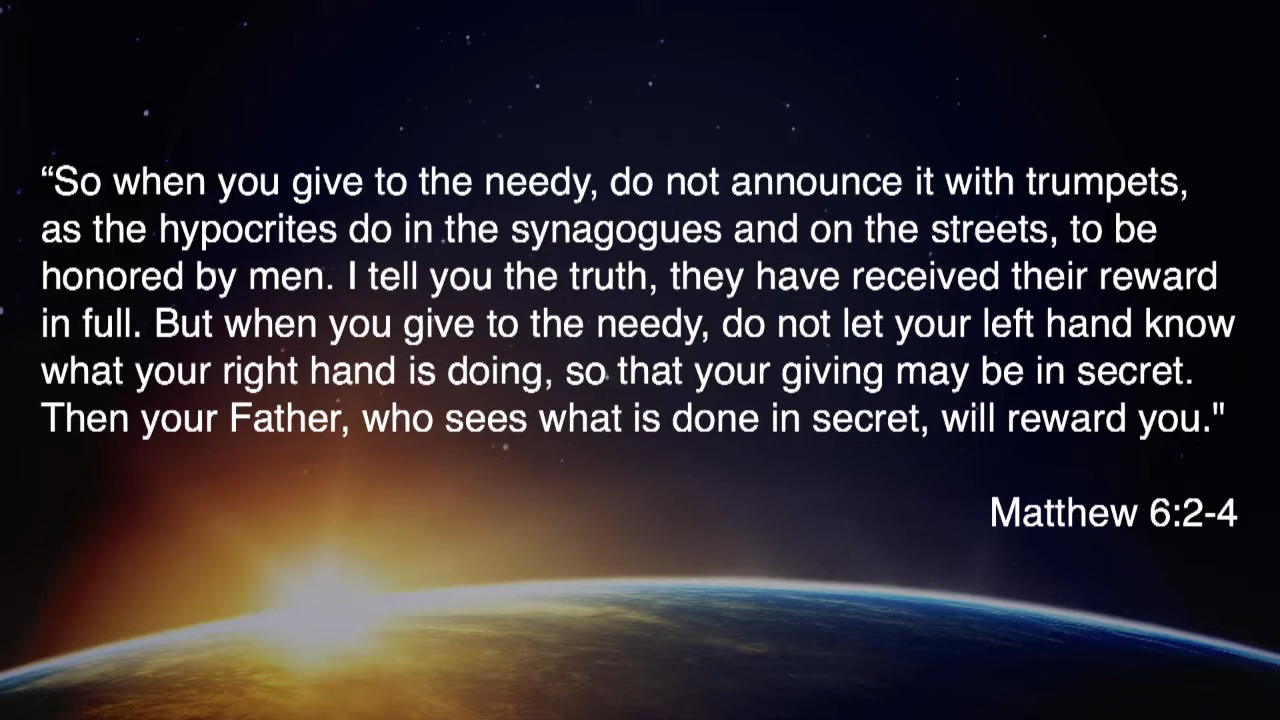 “So when you give to the needy, do not announce it with trumpets,
as the hypocrites do in the synagogues and on the streets, to be
honored by men. I tell you the truth, they have received their reward
in full. But when you give to the needy, do not let your left hand know
what your right hand is doing, so that your giving may be in secret.
Then your Father, who sees what is done in secret, will reward you."
Matthew 6:2-4